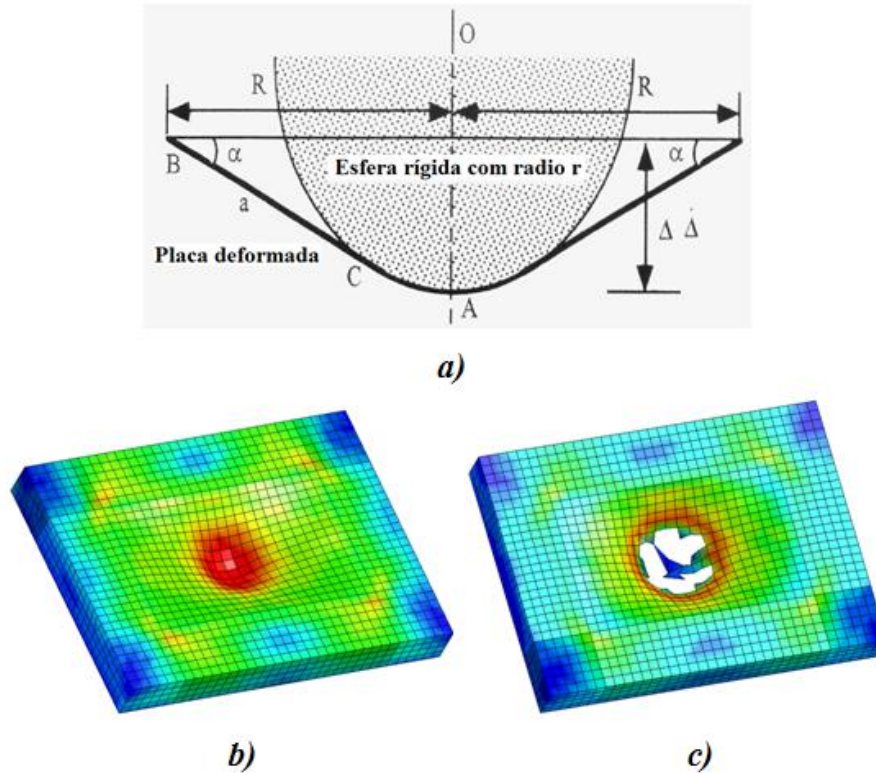 O
R R
α α
B
Esfera rígida com radio r
a
Δ Δ̇
Placa deformada
C
A
a)
b) c)